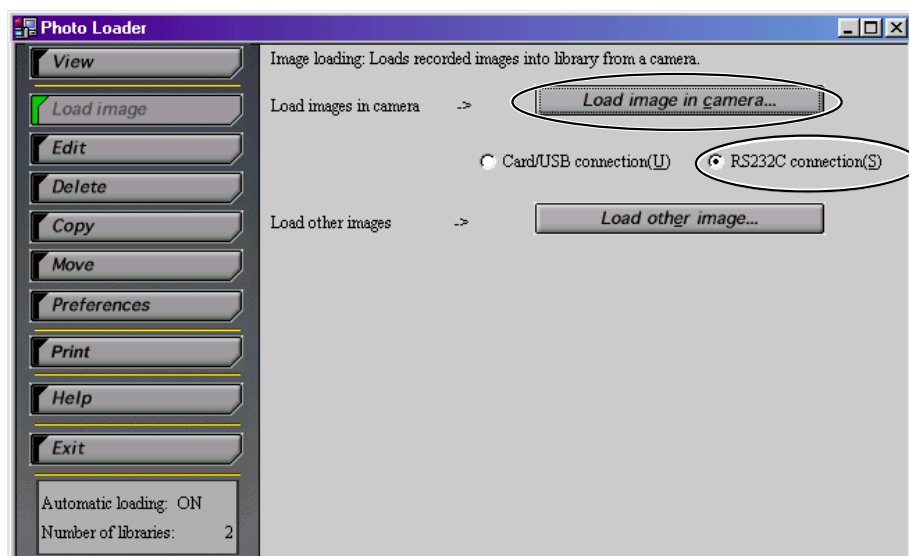 Photo Loader
View
Load image
Edit
Delete
Copy
Move
Preferences
Print
Help
Exit
Automatic loading: ON
Number of libraries: 2
Image loading: Loads recorded images into library from a camera.
Load images in camera -> Load image in camera...
Card/USB connection(U) RS232C connection(S)
Load other images -> Load other image...